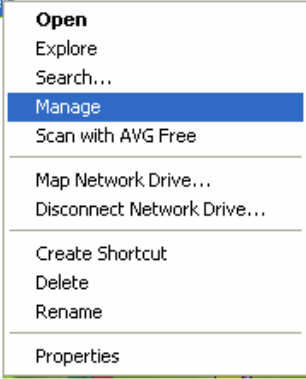 Open
Explore
Search...
Manage
Scan with AVG Free
Map Network Drive...
Disconnect Network Drive...
Create Shortcut
Delete
Rename
Properties